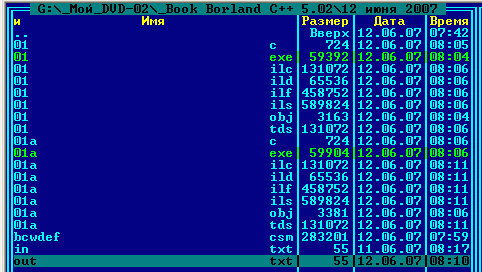 G:\_Мой_DVD-02\_Book Borland C++ 5.02\12 июня 2007
и Имя Размер Дата Время
.. Вверх 12.06.07 07:42
01 c 724 12.06.07 08:05
01 exe 59392 12.06.07 08:04
01 ilc 131072 12.06.07 08:06
01 ild 65536 12.06.07 08:06
01 ilf 458752 12.06.07 08:06
01 ils 589824 12.06.07 08:06
01 obj 3163 12.06.07 08:04
01 tds 131072 12.06.07 08:06
01a c 724 12.06.07 08:06
01a exe 59904 12.06.07 08:06
01a ilc 131072 12.06.07 08:11
01a ild 65536 12.06.07 08:11
01a ilf 458752 12.06.07 08:11
01a ils 589824 12.06.07 08:11
01a obj 3381 12.06.07 08:06
01a tds 131072 12.06.07 08:11
bcwdef csm 283201 12.06.07 07:59
in txt 55 11.06.07 08:17
out txt 55 12.06.07 08:10